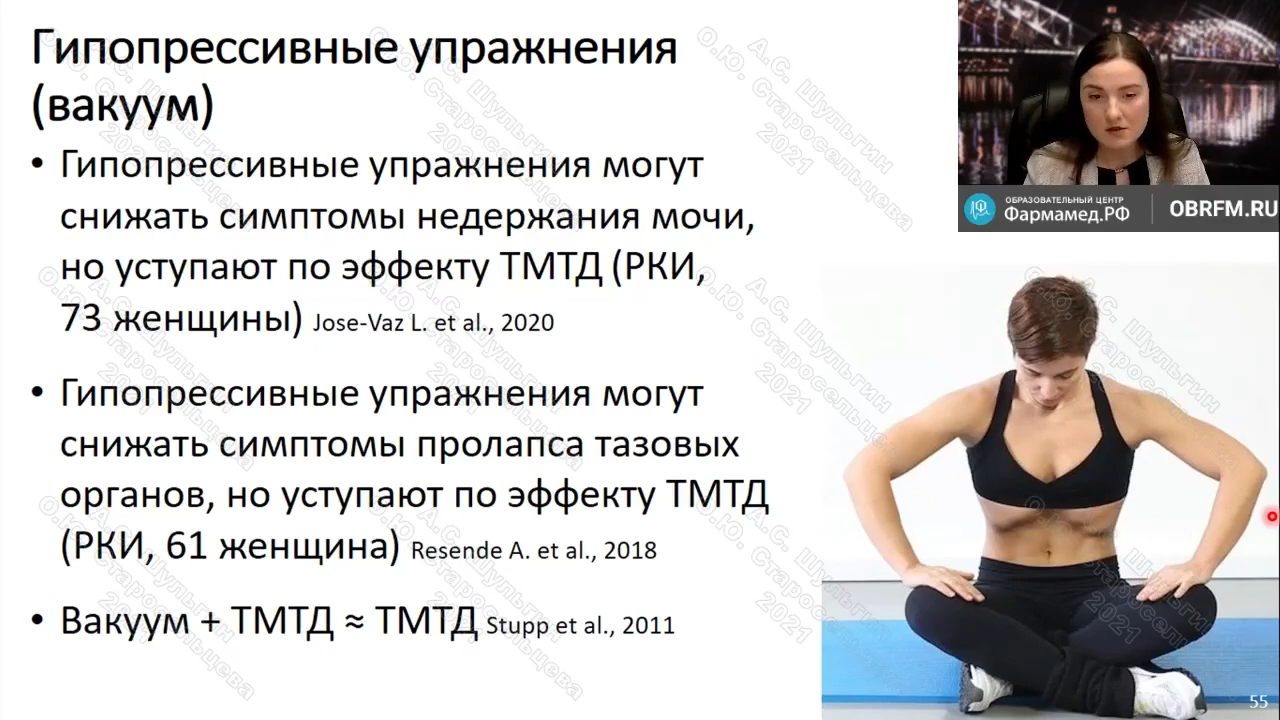 Гипопрессивные упражнения
(вакуум)
• Гипопрессивные упражнения могут
снижать симптомы недержания мочи,
но уступают по эффекту ТМТД (РКИ,
73 женщины) Jose-Vaz L. et al., 2020
• Гипопрессивные упражнения могут
снижать симптомы пролапса тазовых
органов, но уступают по эффекту ТМТД
(РКИ, 61 женщина) Resende A. et al., 2018
• Вакуум + ТМТД ≈ ТМТД Stupp et al., 2011
ОБРАЗОВАТЕЛЬНЫЙ ЦЕНТР
Фармамед.РФ
OBRFM.RU
55
А.С. Шульгин
О.Ю. Старосельцева
2021